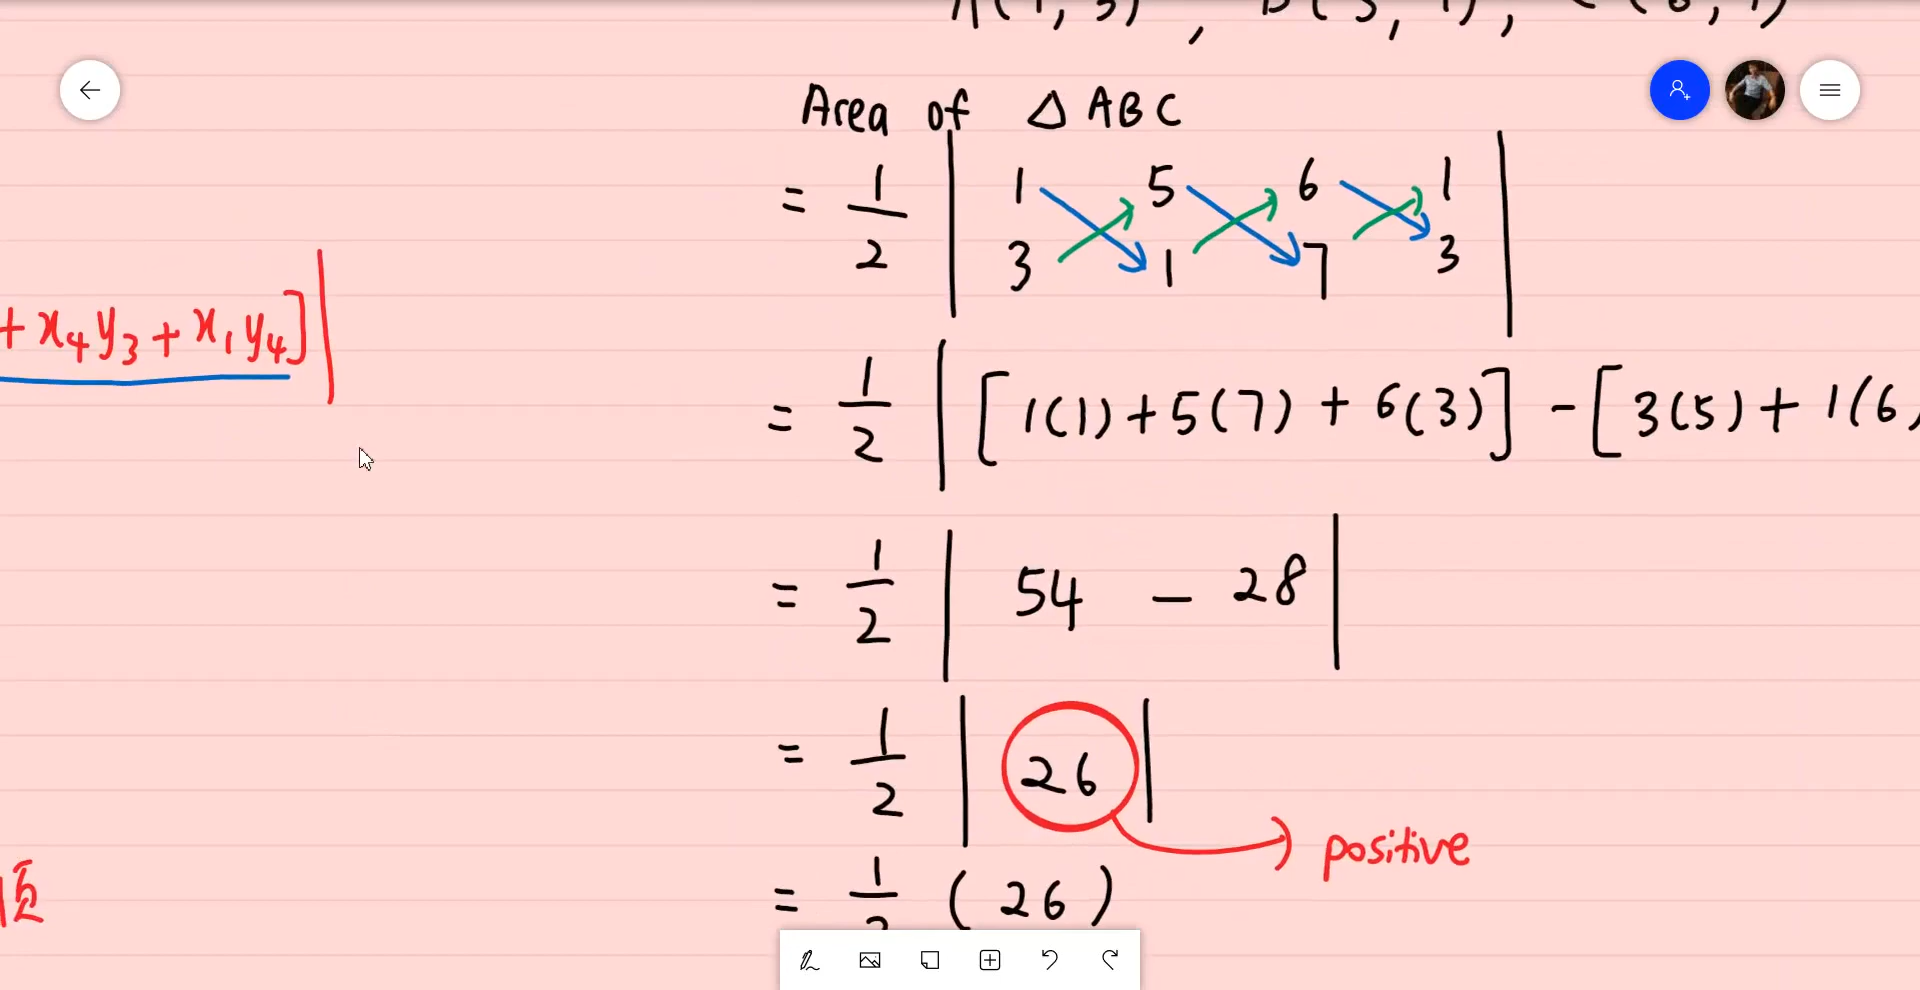 Area of △ABC
= 1/2 | 1 5 6 1
3 1 7 3 |
+ x₄y₃ + x₁y₄] |
= 1/2 | [1(1)+5(7)+6(3)] - [3(5)+1(6)
= 1/2 | 54 - 28 |
= 1/2 | 26 |
positive
= 1/2 (26)